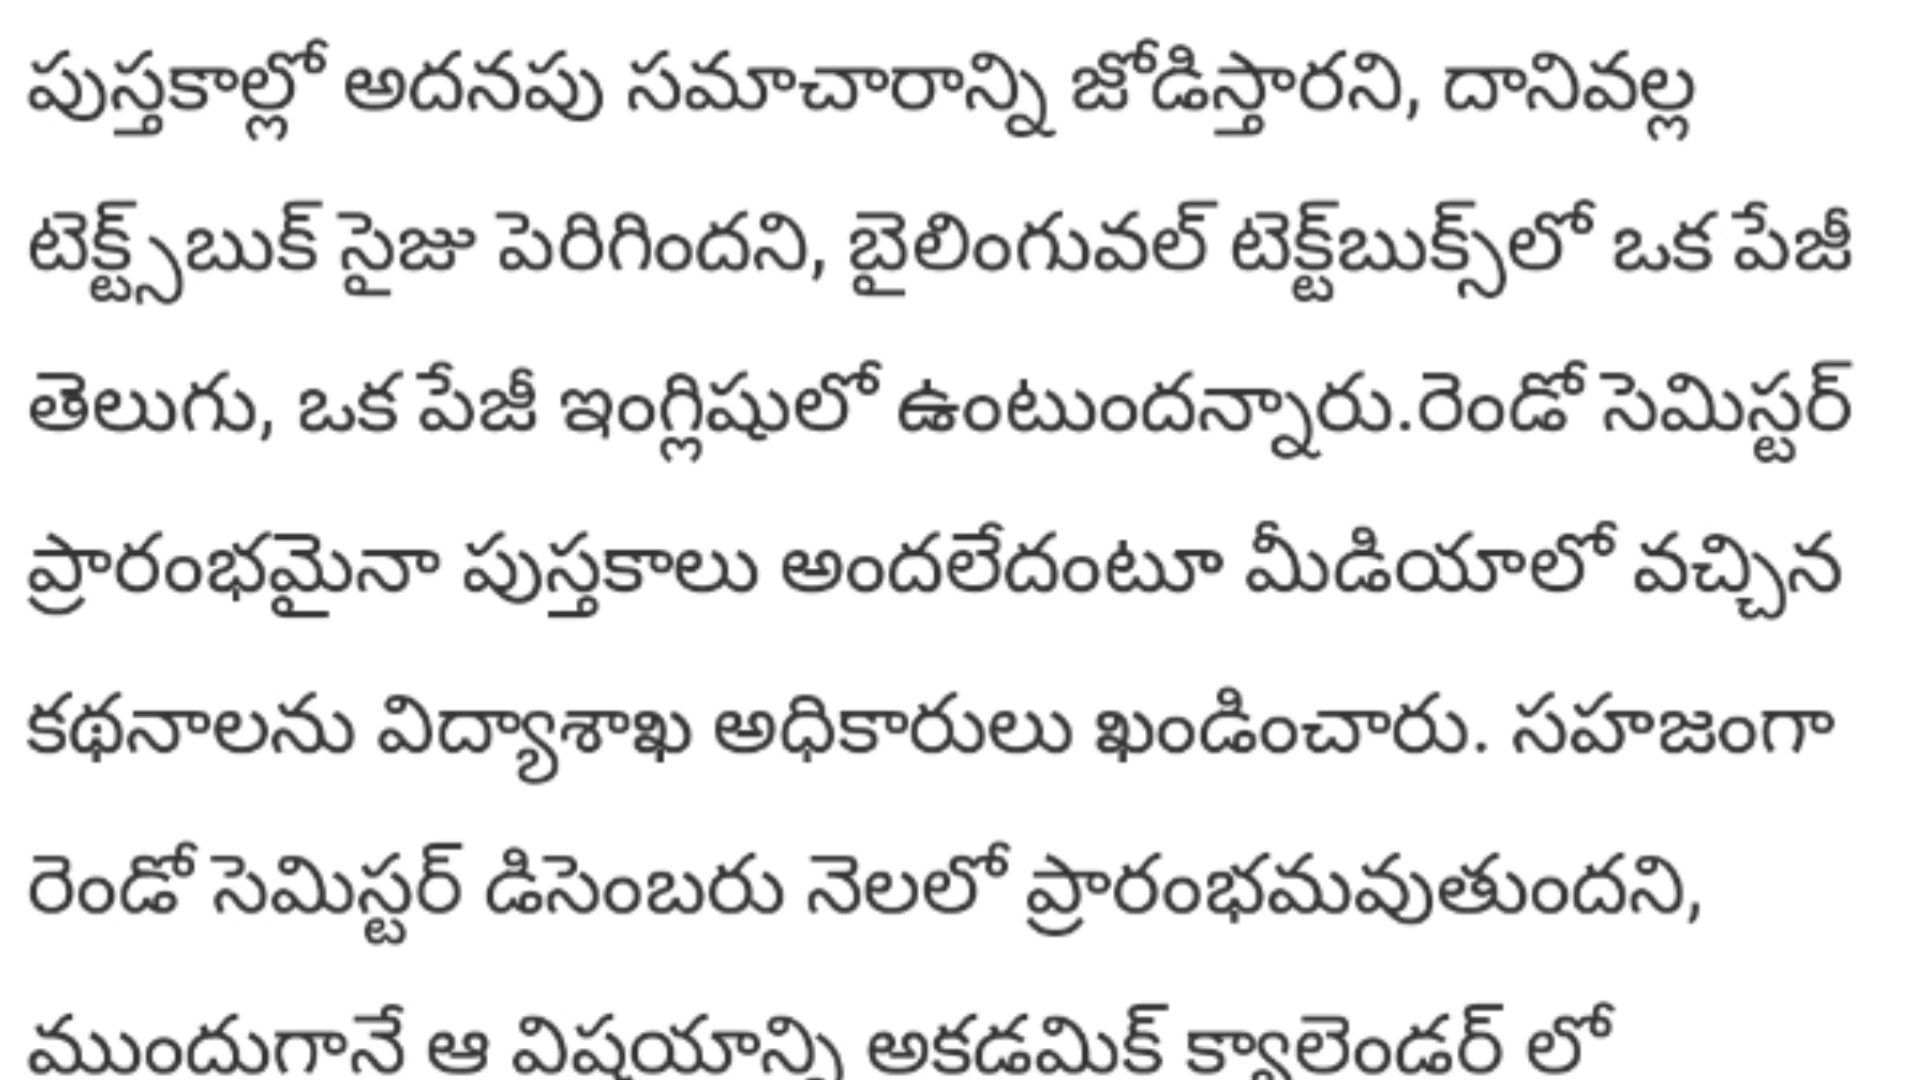 పుస్తకాల్లో అదనపు సమాచారాన్ని జోడిస్తారని, దానివల్ల
టెక్ట్స్‌బుక్ సైజు పెరిగిందని, బైలింగువల్ టెక్ట్‌బుక్స్‌లో ఒక పేజీ
తెలుగు, ఒక పేజీ ఇంగ్లిషులో ఉంటుందన్నారు.రెండో సెమిస్టర్
ప్రారంభమైనా పుస్తకాలు అందలేదంటూ మీడియాలో వచ్చిన
కథనాలను విద్యాశాఖ అధికారులు ఖండించారు. సహజంగా
రెండో సెమిస్టర్ డిసెంబరు నెలలో ప్రారంభమవుతుందని,
ముందుగానే ఆ విషయాన్ని అకడమిక్ క్యాలెండర్ లో